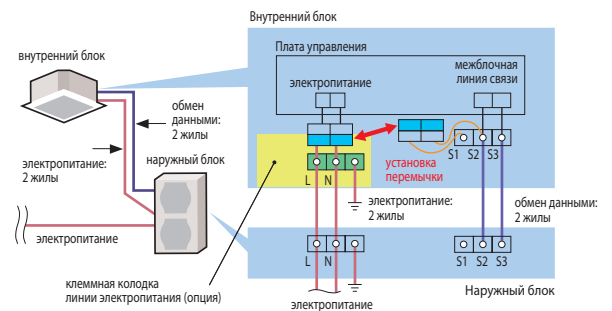 Внутренний блок
Плата управления
внутренний блок
электропитание
межблочная
линия связи
обмен
данными:
2 жилы
электропитание:
2 жилы
наружный блок
S1 S2 S3
L N
установка
перемычки
электропитание:
2 жилы
обмен данными:
2 жилы
электропитание
L N
S1 S2 S3
клеммная колодка
линии электропитания (опция)
Наружный блок
электропитание